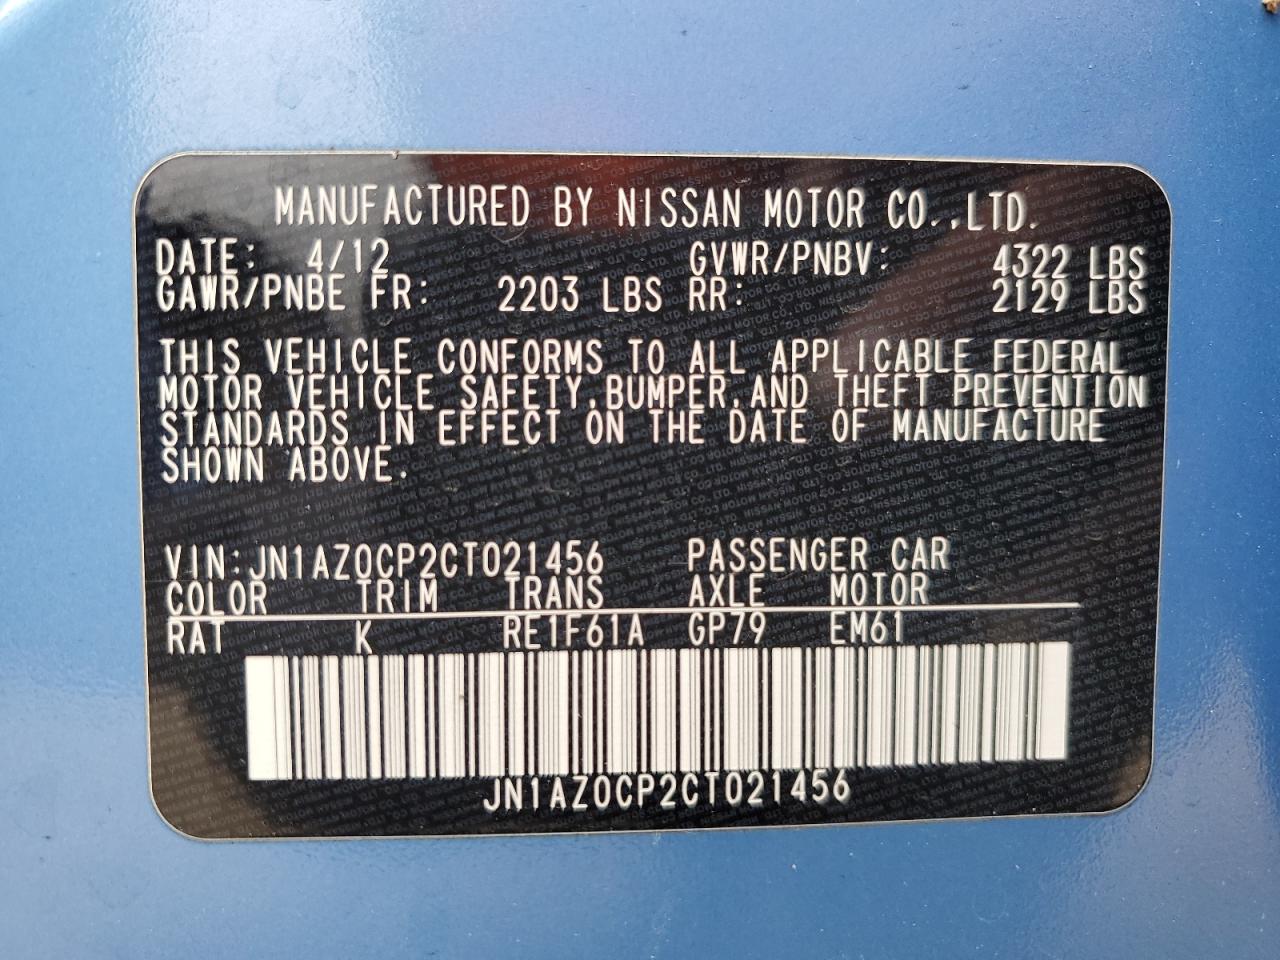 MANUFACTURED BY NISSAN MOTOR CO.,LTD.
DATE: 4/12 GVWR/PNBV: 4322 LBS
GAWR/PNBE FR: 2203 LBS RR: 2129 LBS
THIS VEHICLE CONFORMS TO ALL APPLICABLE FEDERAL
MOTOR VEHICLE SAFETY,BUMPER,AND THEFT PREVENTION
STANDARDS IN EFFECT ON THE DATE OF MANUFACTURE
SHOWN ABOVE.
VIN:JN1AZ0CP2CT021456 PASSENGER CAR
COLOR TRIM TRANS AXLE MOTOR
RAT K RE1F61A GP79 EM61
JN1AZ0CP2CT021456